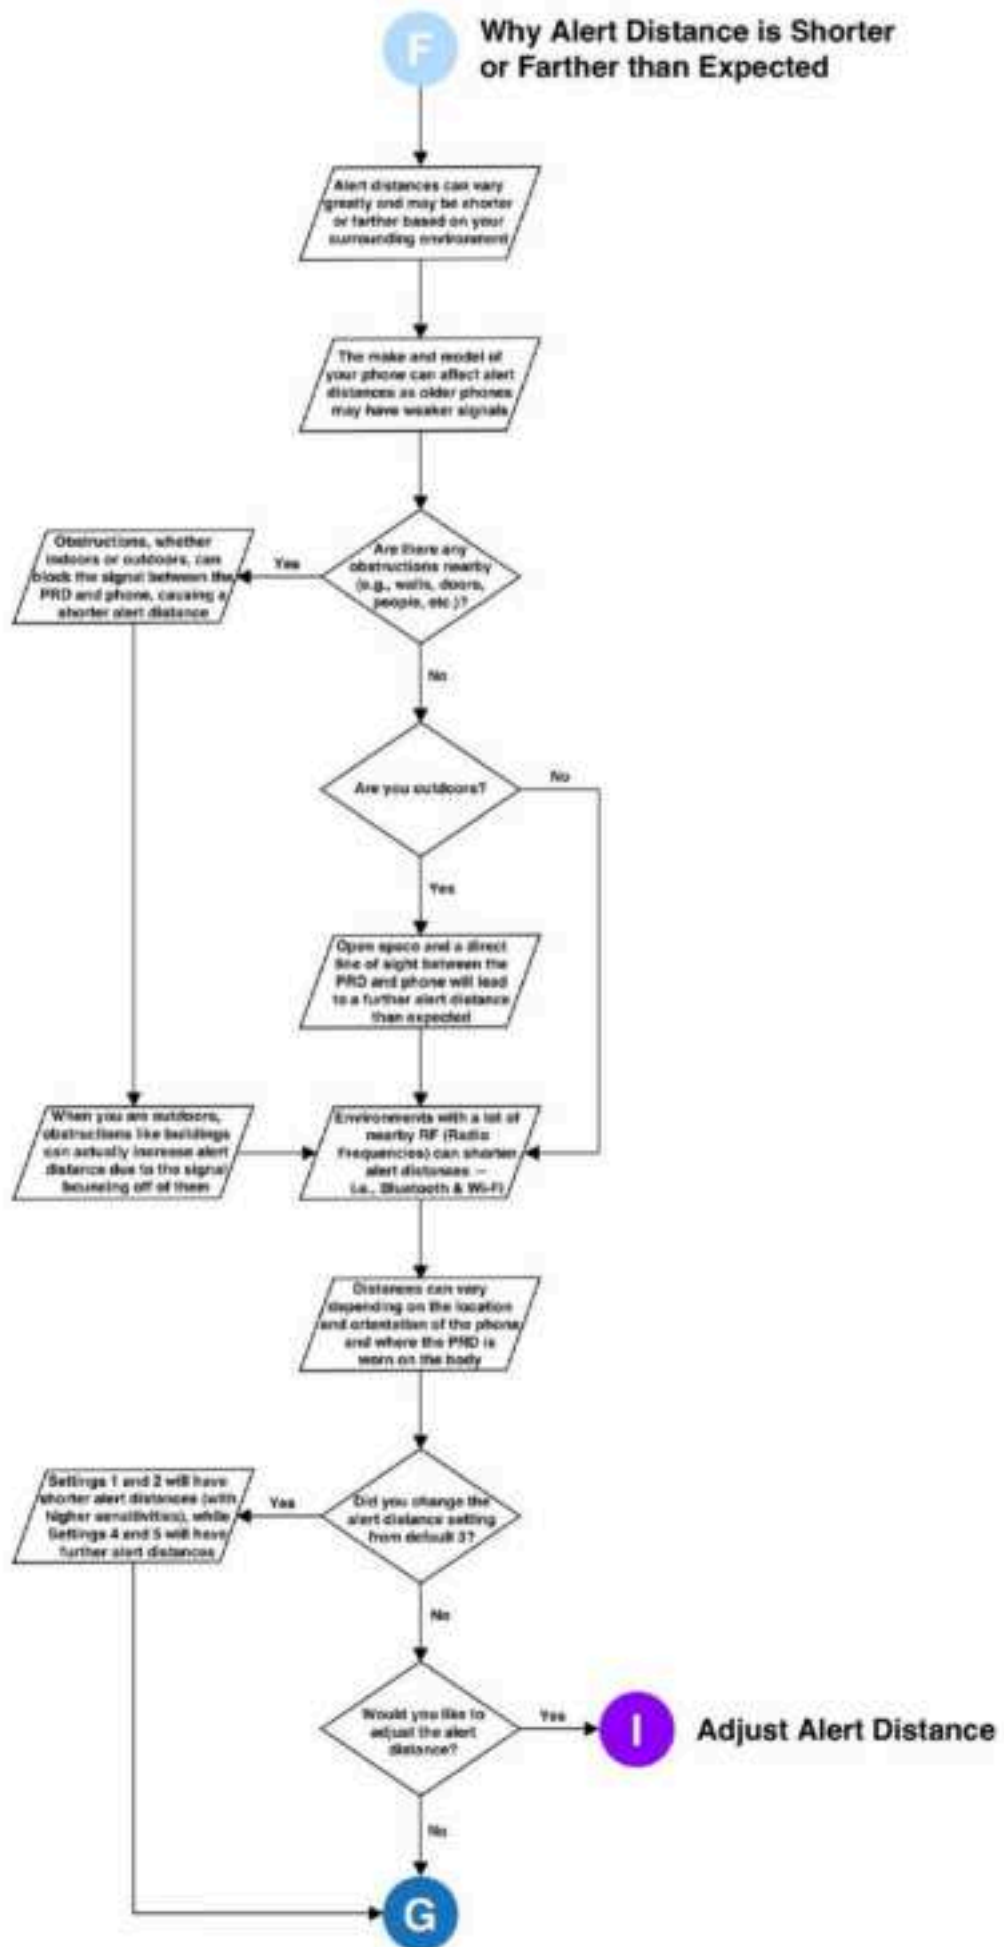 F
Why Alert Distance is Shorter
or Farther than Expected
Alert distances can vary
greatly and may be shorter
or farther based on your
surrounding environment
The make and model of
your phone can affect alert
distances as older phones
may have weaker signals
Are there any
obstructions nearby
(e.g., walls, doors,
people, etc.)?
Yes
Obstructions, whether
indoors or outdoors, can
block the signal between the
PRD and phone, causing a
shorter alert distance
No
Are you outdoors?
No
Yes
Open space and a direct
line of sight between the
PRD and phone will lead
to a further alert distance
than expected
When you are outdoors,
obstructions like buildings
can actually increase alert
distance due to the signal
bouncing off of them
Environments with a lot of
nearby RF (Radio
Frequencies) can shorten
alert distances –
i.e., Bluetooth & Wi-Fi
Distances can vary
depending on the location
and orientation of the phone
and where the PRD is
worn on the body
Did you change the
alert distance setting
from default 3?
Yes
Settings 1 and 2 will have
shorter alert distances (with
higher sensitivities), while
Settings 4 and 5 will have
further alert distances
No
Would you like to
adjust the alert
distance?
Yes
I
Adjust Alert Distance
No
G